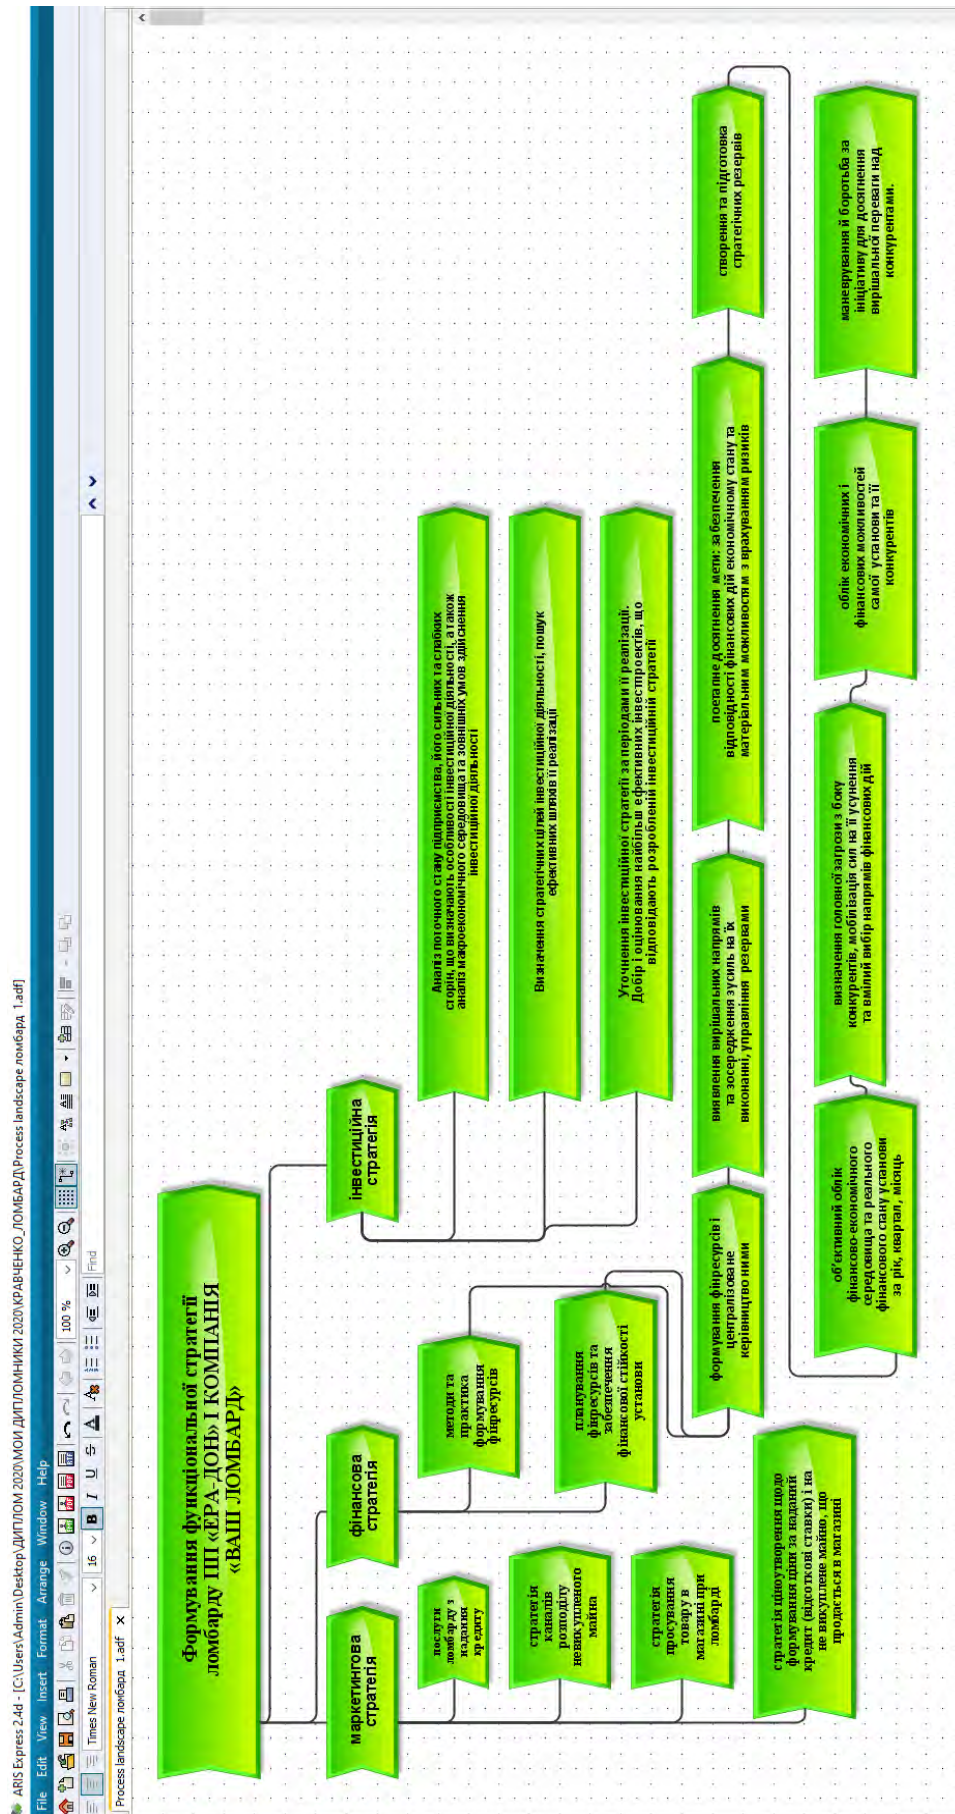 ARIS Express 2.4d - [C:\Users\Admin\Desktop\ДИПЛОМ 2020\МОИ ДИПЛОМНИКИ 2020\КРАВЧЕНКО_ЛОМБАРД\Process landscape ломбард 1.adf]
File Edit View Insert Format Arrange Window Help
100 %
Times New Roman
16
B I U S A
Find
Process landscape ломбард 1.adf ×
Формування функціональної стратегії
ломбарду ПП «ЕРА-ДОН» І КОМПАНІЯ
«ВАШ ЛОМБАРД»
маркетингова
стратегія
фінансова
стратегія
інвестиційна
стратегія
послуги
ломбарду з
надання
кредиту
стратегія
каналів
розподілу
невикупленого
майна
стратегія
просування
товару в
магазині при
ломбарді
стратегія ціноутворення щодо
формування ціни за наданий
кредит (відсоткові ставки) і на
не викуплене майно, що
продається в магазині
методи та
практика
формування
фінресурсів
планування
фінресурсів та
забезпечення
фінансової стійкості
установи
Аналіз поточного стану підприємства, його сильних та слабких
сторін, що визначають особливості інвестиційної діяльності, а також
аналіз макроекономічного середовища та зовнішніх умов здійснення
інвестиційної діяльності
Визначення стратегічних цілей інвестиційної діяльності, пошук
ефективних шляхів її реалізації
Уточнення інвестиційної стратегії за періодами її реалізації.
Добір і оцінювання найбільш ефективних інвестпроектів, що
відповідають розробленій інвестиційній стратегії
формування фінресурсів і
централізоване
керівництво ними
виявлення вирішальних напрямів
та зосередження зусиль на їх
виконанні, управління резервами
поетапне досягнення мети: забезпечення
відповідності фінансових дій економічному стану та
матеріальним можливостям з врахуванням ризиків
створення та підготовка
стратегічних резервів
об'єктивний облік
фінансово-економічного
середовища та реального
фінансового стану установи
за рік, квартал, місяць
визначення головної загрози з боку
конкурентів, мобілізація сил на її усунення
та вмілий вибір напрямів фінансових дій
облік економічних і
фінансових можливостей
самої установи та її
конкурентів
маневрування й боротьба за
ініціативу для досягнення
вирішальної переваги над
конкурентами.